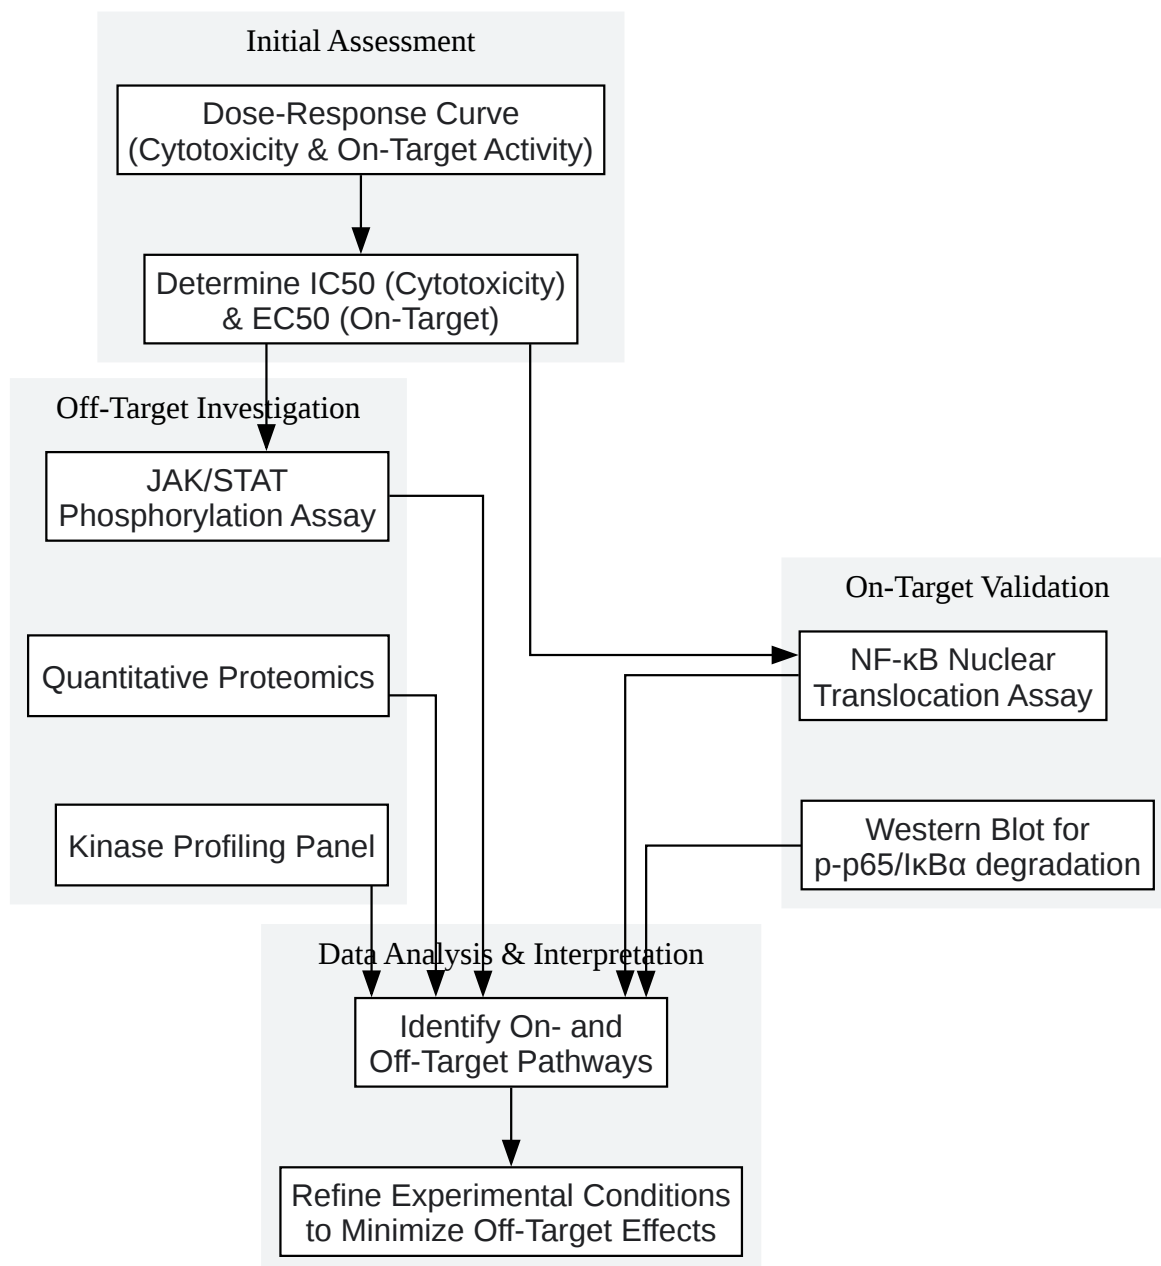 Initial Assessment
Dose-Response Curve
(Cytotoxicity & On-Target Activity)
Determine IC50 (Cytotoxicity)
& EC50 (On-Target)
Off-Target Investigation
JAK/STAT
Phosphorylation Assay
Quantitative Proteomics
Kinase Profiling Panel
On-Target Validation
NF-κB Nuclear
Translocation Assay
Western Blot for
p-p65/IκBα degradation
Data Analysis & Interpretation
Identify On- and
Off-Target Pathways
Refine Experimental Conditions
to Minimize Off-Target Effects